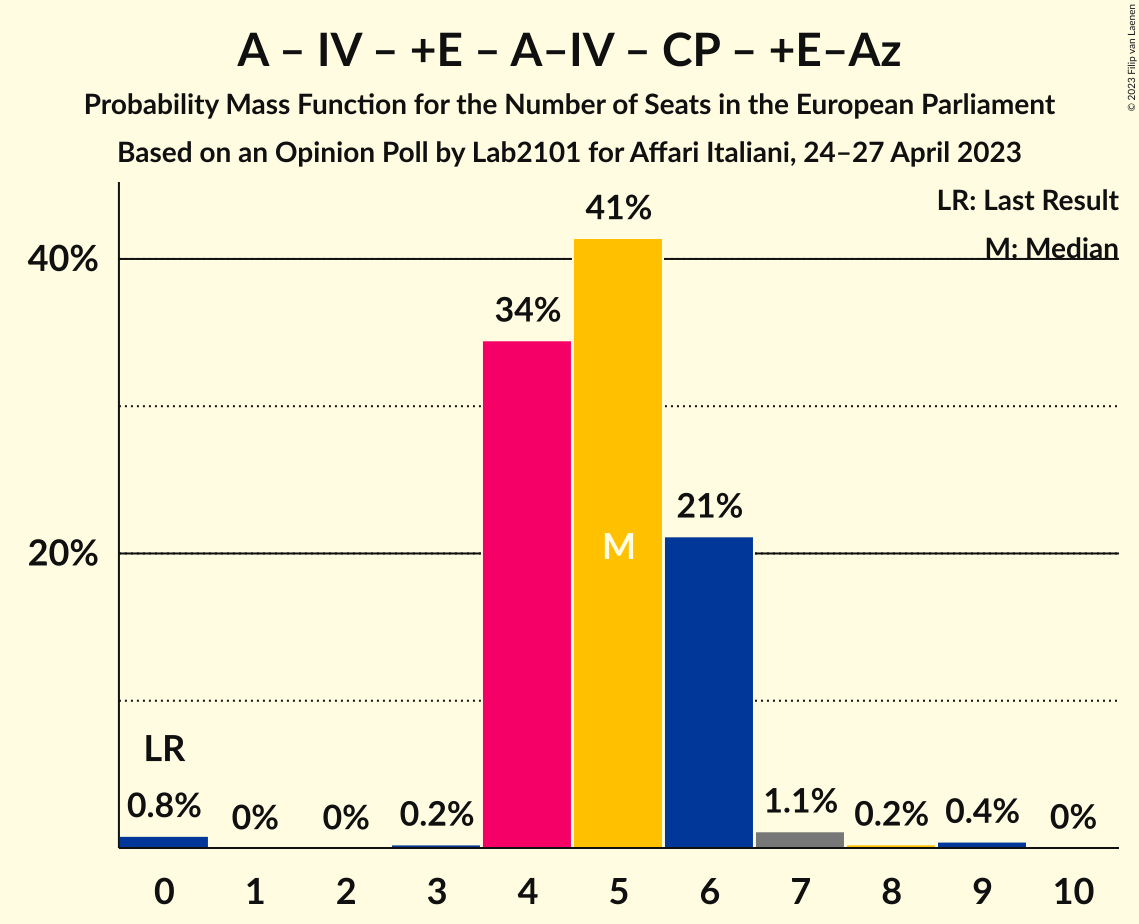 A – IV – +E – A–IV – CP – +E–Az
Probability Mass Function for the Number of Seats in the European Parliament
Based on an Opinion Poll by Lab2101 for Affari Italiani, 24–27 April 2023
© 2023 Filip van Laenen
LR: Last Result
M: Median
40%
20%
41%
34%
21%
M
LR
0.8%
0%
0%
0.2%
1.1%
0.2%
0.4%
0%
0 1 2 3 4 5 6 7 8 9 10